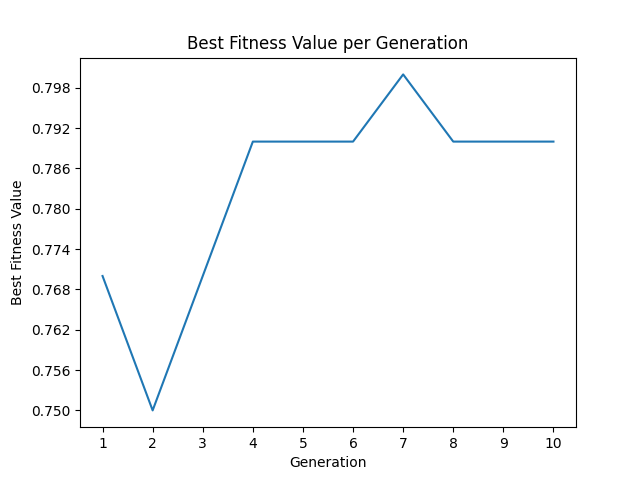 Best Fitness Value per Generation
Best Fitness Value
0.798
0.792
0.786
0.780
0.774
0.768
0.762
0.756
0.750
1 2 3 4 5 6 7 8 9 10
Generation